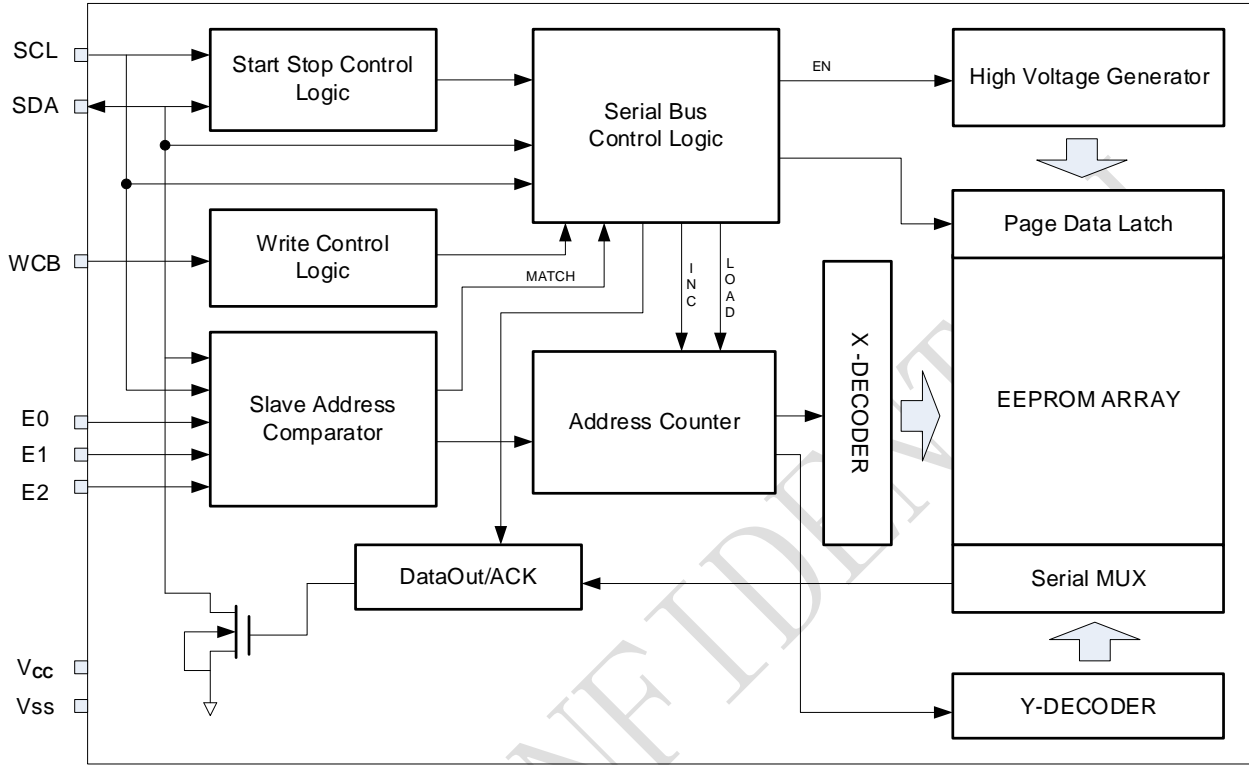 SCL
SDA
WCB
E0
E1
E2
Vcc
Vss
Start Stop Control
Logic
Write Control
Logic
Slave Address
Comparator
MATCH
Serial Bus
Control Logic
INC
LOAD
Address Counter
DataOut/ACK
EN
High Voltage Generator
Page Data Latch
X-DECODER
EEPROM ARRAY
Serial MUX
Y-DECODER